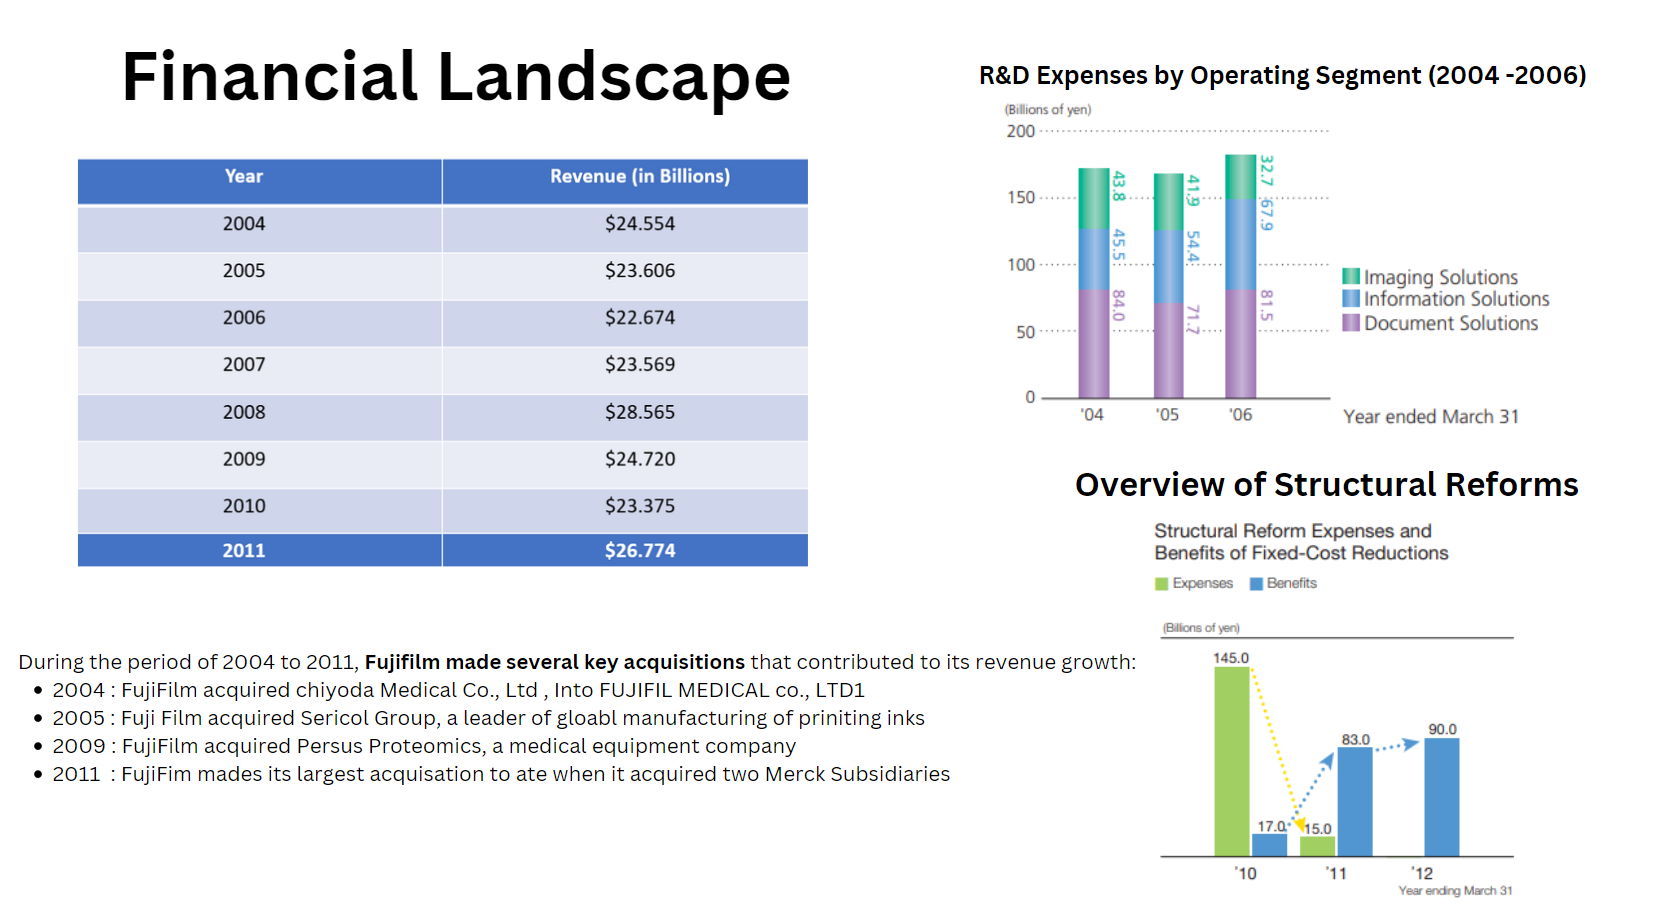 Financial Landscape
Year Revenue (in Billions)
2004 $24.554
2005 $23.606
2006 $22.674
2007 $23.569
2008 $28.565
2009 $24.720
2010 $23.375
2011 $26.774
During the period of 2004 to 2011, Fujifilm made several key acquisitions that contributed to its revenue growth:
• 2004 : FujiFilm acquired chiyoda Medical Co., Ltd , Into FUJIFIL MEDICAL co., LTD1
• 2005 : Fuji Film acquired Sericol Group, a leader of gloabl manufacturing of priniting inks
• 2009 : FujiFilm acquired Persus Proteomics, a medical equipment company
• 2011  : FujiFim mades its largest acquisation to ate when it acquired two Merck Subsidiaries
R&D Expenses by Operating Segment (2004 -2006)
(Billions of yen)
200
150
100
50
0
43.8
45.5
84.0
41.9
54.4
71.7
32.7
67.9
81.5
'04 '05 '06
Year ended March 31
Imaging Solutions
Information Solutions
Document Solutions
Overview of Structural Reforms
Structural Reform Expenses and
Benefits of Fixed-Cost Reductions
Expenses Benefits
(Billions of yen)
145.0
17.0
15.0
83.0
90.0
'10 '11 '12
Year ending March 31